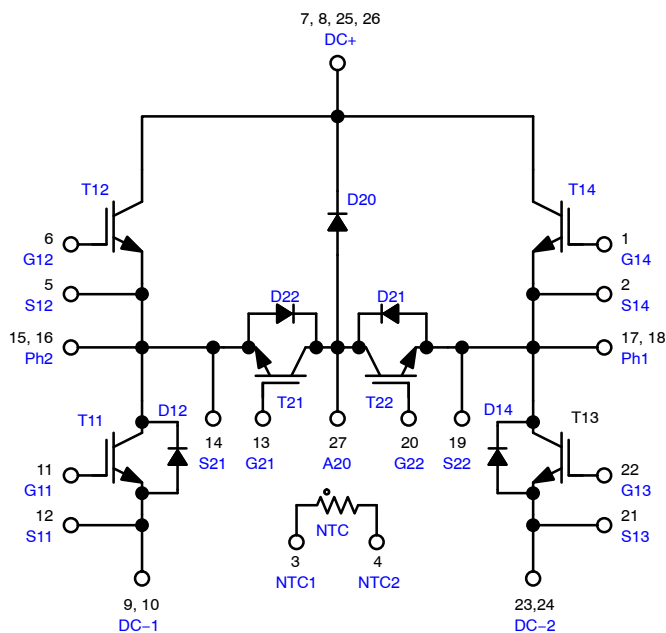 7, 8, 25, 26
DC+
T12
T14
D20
6
G12
1
G14
5
S12
2
S14
D22
D21
15, 16
Ph2
17, 18
Ph1
T21
T22
T11
D12
D14
T13
14
S21
13
G21
27
A20
20
G22
19
S22
11
G11
22
G13
12
S11
21
S13
NTC
3
NTC1
4
NTC2
9, 10
DC−1
23,24
DC−2